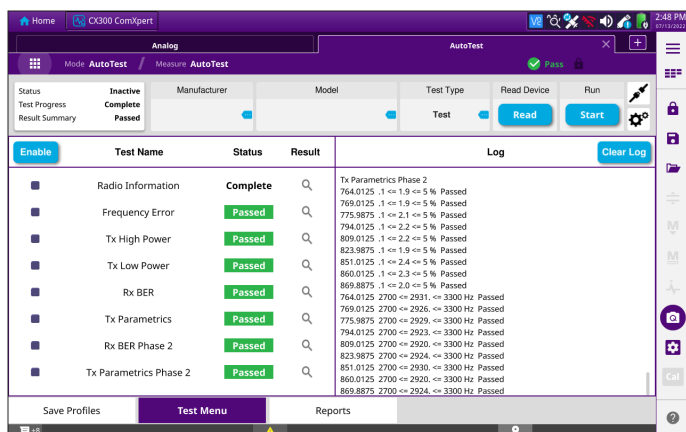 Home CX300 ComXpert V2 2:48 PM
07/13/2022
Analog AutoTest × +
Mode AutoTest / Measure AutoTest Pass
Status Inactive
Test Progress Complete
Result Summary Passed
Manufacturer Model Test Type Read Device Run
Test Read Start
Enable Test Name Status Result Log Clear Log
Radio Information Complete
Frequency Error Passed
Tx High Power Passed
Tx Low Power Passed
Rx BER Passed
Tx Parametrics Passed
Rx BER Phase 2 Passed
Tx Parametrics Phase 2 Passed
Tx Parametrics Phase 2
764.0125 .1 <= 1.9 <= 5 % Passed
769.0125 .1 <= 1.9 <= 5 % Passed
775.9875 .1 <= 2.1 <= 5 % Passed
794.0125 .1 <= 2.2 <= 5 % Passed
809.0125 .1 <= 2.2 <= 5 % Passed
823.9875 .1 <= 1.9 <= 5 % Passed
851.0125 .1 <= 2.4 <= 5 % Passed
860.0125 .1 <= 2.3 <= 5 % Passed
869.8875 .1 <= 2.0 <= 5 % Passed
764.0125 2700 <= 2931. <= 3300 Hz Passed
769.0125 2700 <= 2926. <= 3300 Hz Passed
775.9875 2700 <= 2929. <= 3300 Hz Passed
794.0125 2700 <= 2923. <= 3300 Hz Passed
809.0125 2700 <= 2920. <= 3300 Hz Passed
823.9875 2700 <= 2924. <= 3300 Hz Passed
851.0125 2700 <= 2930. <= 3300 Hz Passed
860.0125 2700 <= 2920. <= 3300 Hz Passed
869.8875 2700 <= 2924. <= 3300 Hz Passed
M
M
Cal
?
Save Profiles Test Menu Reports
+8